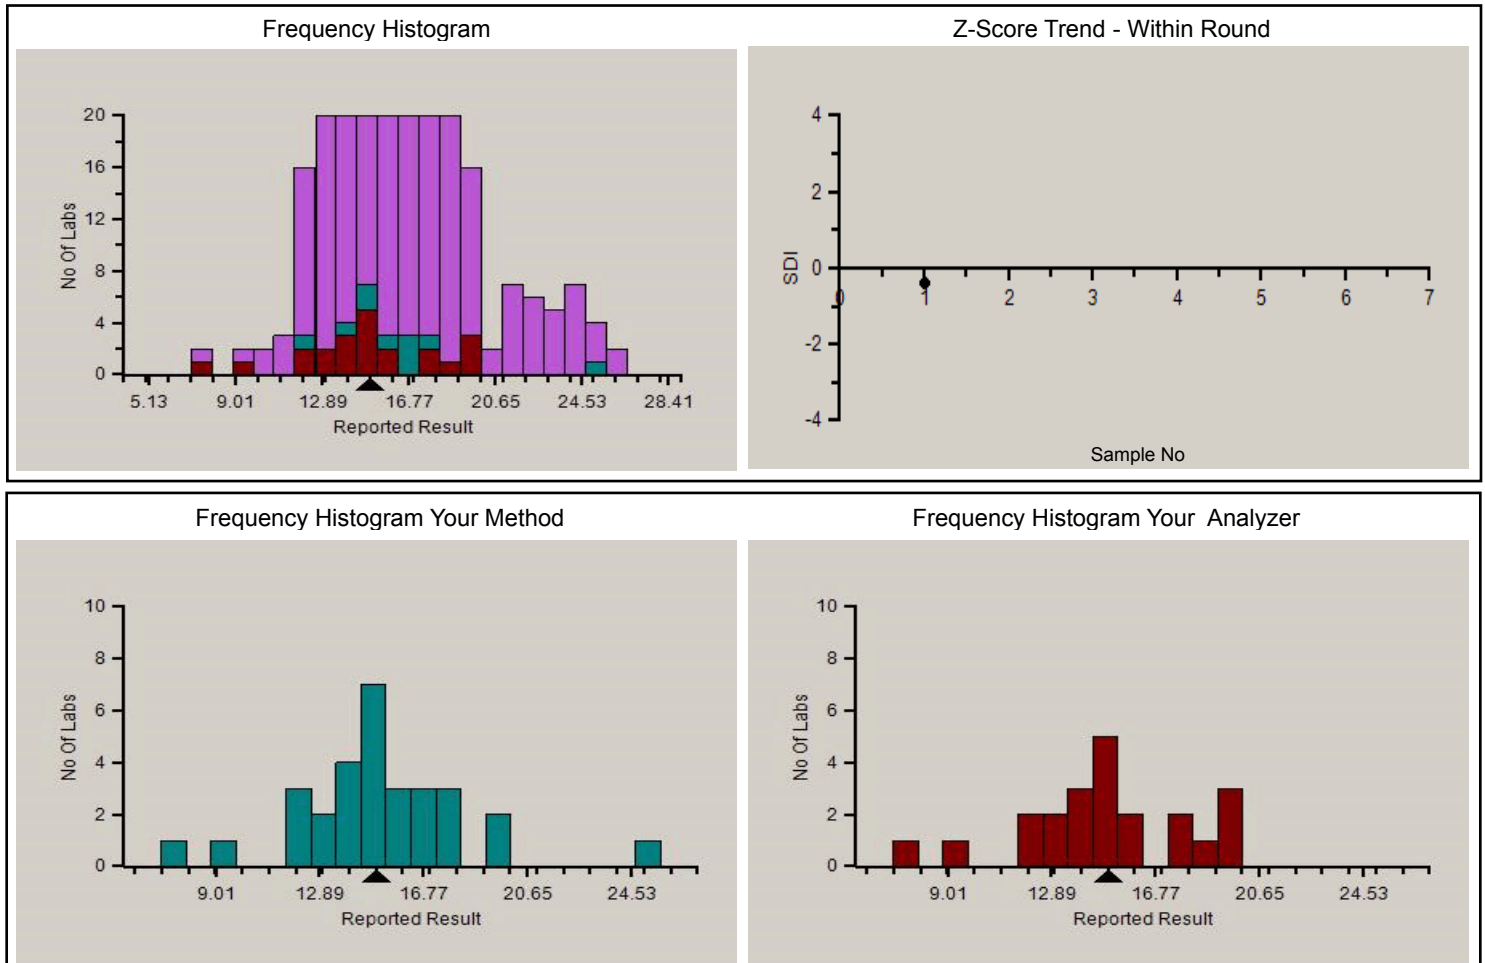 Frequency Histogram
20
16
12
8
4
0
No Of Labs
5.13 9.01 12.89 16.77 20.65 24.53 28.41
Reported Result
Z-Score Trend - Within Round
4
2
0
-2
-4
SDI
0 1 2 3 4 5 6 7
Sample No
Frequency Histogram Your Method
10
8
6
4
2
0
No Of Labs
9.01 12.89 16.77 20.65 24.53
Reported Result
Frequency Histogram Your Analyzer
10
8
6
4
2
0
No Of Labs
9.01 12.89 16.77 20.65 24.53
Reported Result